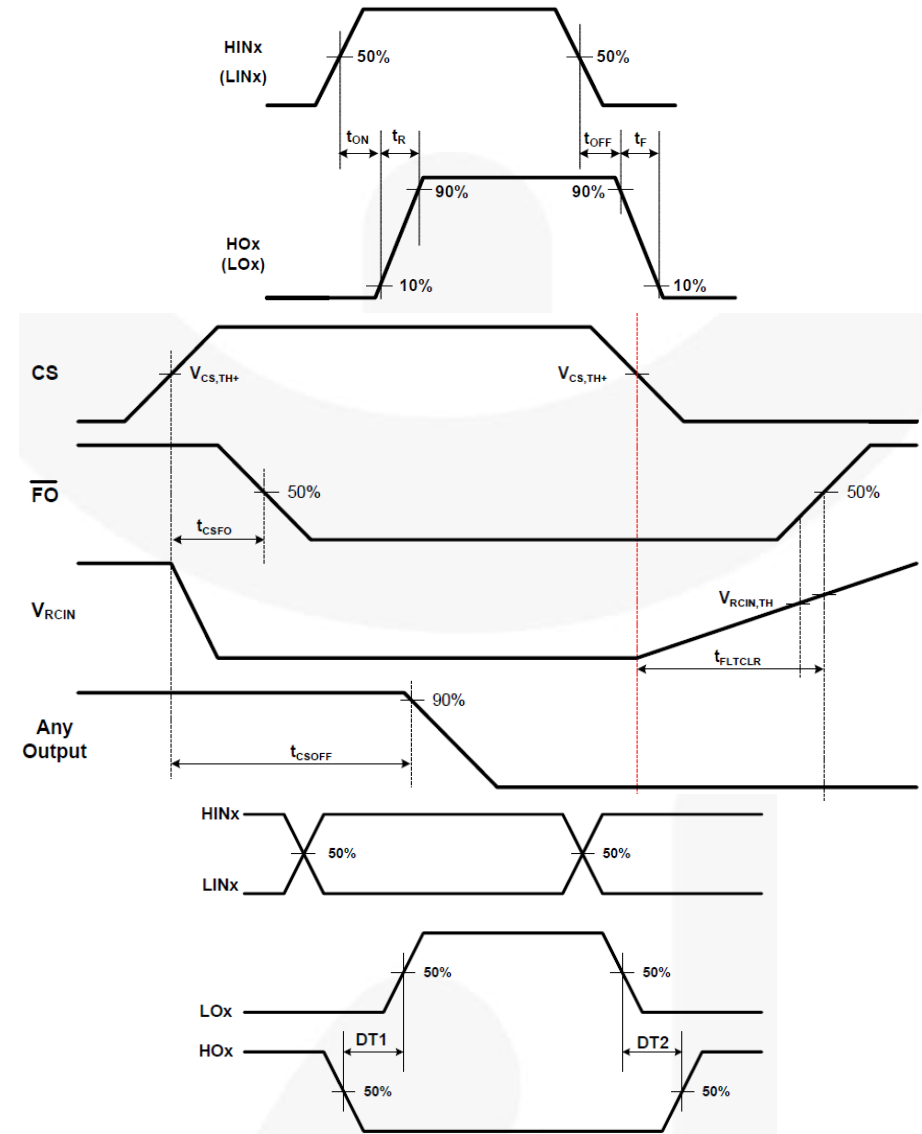 HINx
(LINx)
50%
50%
tON
tR
tOFF
tF
HOx
(LOx)
90%
90%
10%
10%
CS
VCS,TH+
VCS,TH+
FO
50%
50%
tCSFO
VRCIN
VRCIN,TH
tFLTCLR
Any
Output
90%
tCSOFF
HINx
50%
50%
LINx
50%
50%
LOx
HOx
DT1
DT2
50%
50%